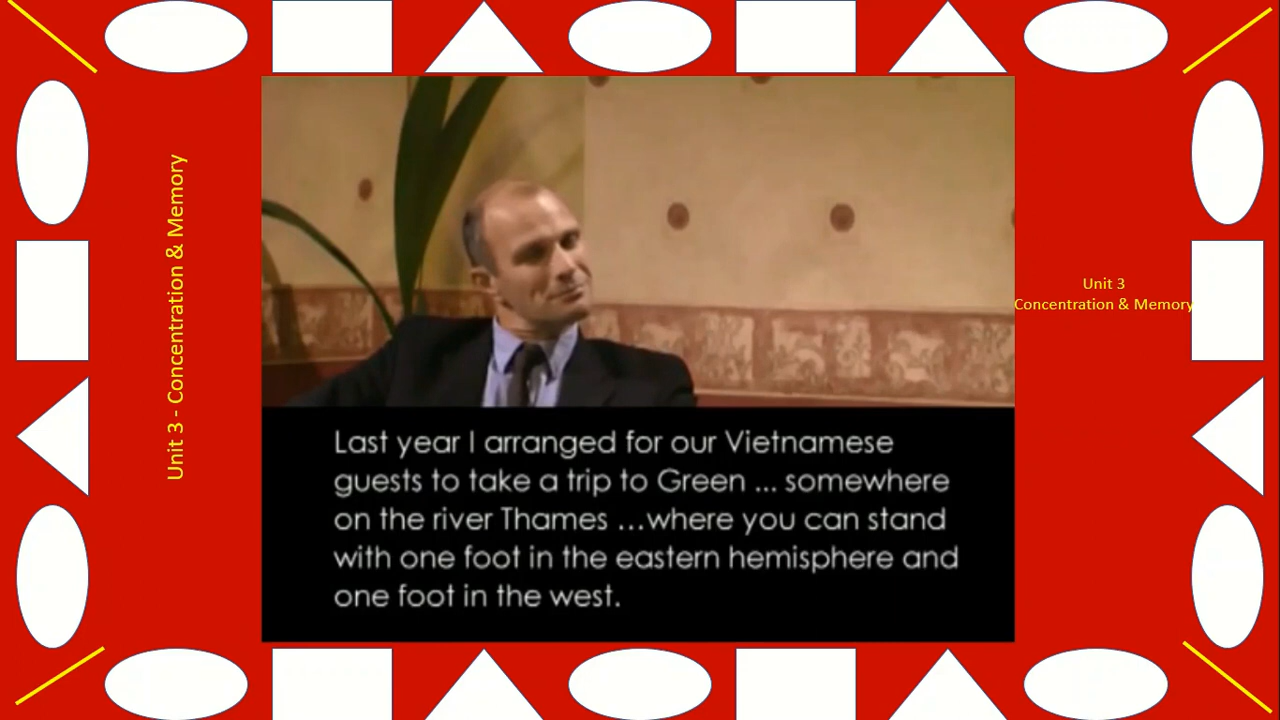 Unit 3 - Concentration & Memory
Unit 3
Concentration & Memory
Last year I arranged for our Vietnamese
guests to take a trip to Green ... somewhere
on the river Thames ...where you can stand
with one foot in the eastern hemisphere and
one foot in the west.